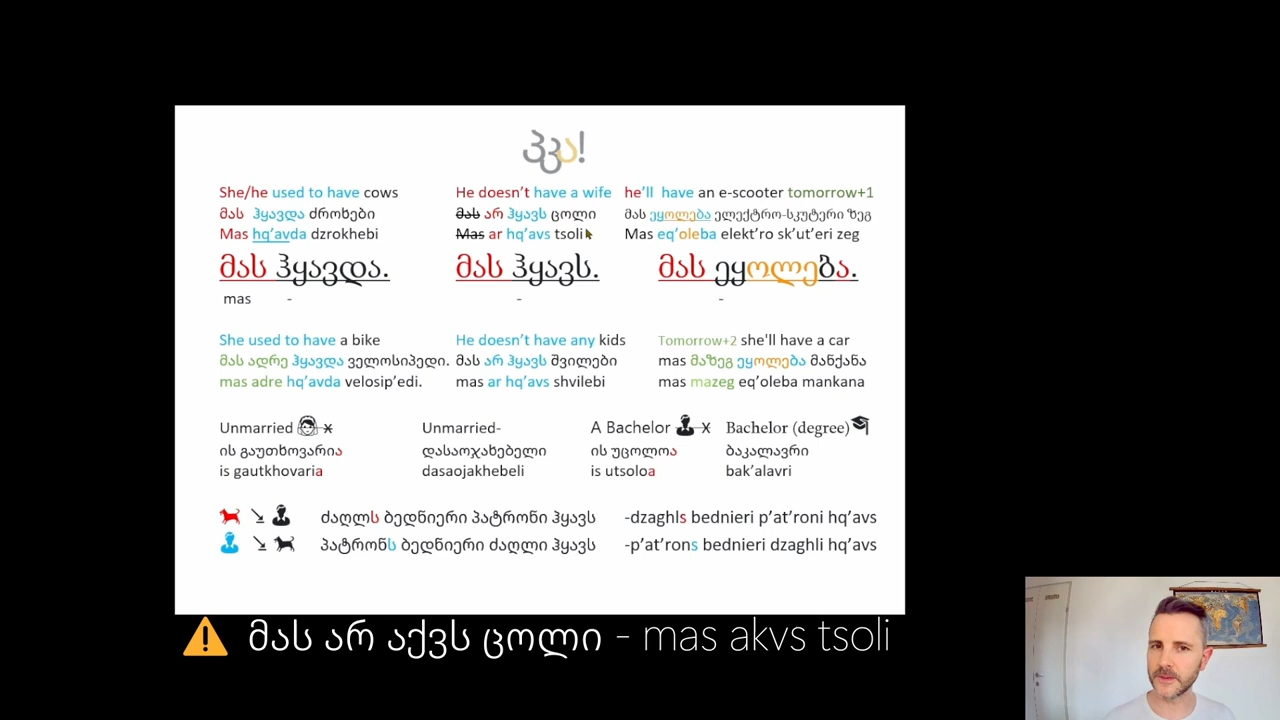 ჰკა!
She/he used to have cows
მას ჰყავდა ძროხები
Mas hq'avda dzrokhebi
მას ჰყავდა.
mas -
He doesn't have a wife
მას არ ჰყავს ცოლი
Mas ar hq'avs tsoli
მას ჰყავს.
-
he'll have an e-scooter tomorrow+1
მას ეყოლება ელექტრო-სკუტერი ზეგ
Mas eq'oleba elekt'ro sk'ut'eri zeg
მას ეყოლება.
-
She used to have a bike
მას ადრე ჰყავდა ველოსიპედი.
mas adre hq'avda velosip'edi.
He doesn't have any kids
მას არ ჰყავს შვილები
mas ar hq'avs shvilebi
Tomorrow+2 she'll have a car
mas მაზეგ ეყოლება მანქანა
mas mazeg eq'oleba mankana
Unmarried x
ის გაუთხოვარია
is gautkhovaria
Unmarried-
დასაოჯახებელი
dasaojakhebeli
A Bachelor x
ის უცოლოა
is utsoloa
Bachelor (degree)
ბაკალავრი
bak'alavri
ძაღლს ბედნიერი პატრონი ჰყავს -dzaghls bednieri p'at'roni hq'avs
პატრონს ბედნიერი ძაღლი ჰყავს -p'at'rons bednieri dzaghli hq'avs
მას არ აქვს ცოლი - mas akvs tsoli